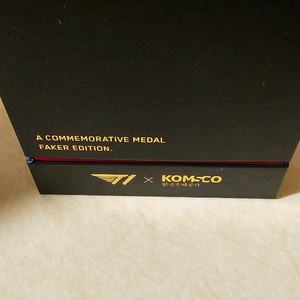 A COMMEMORATIVE MEDAL
FAKER EDITION.
T1 × KOMSCO
한국조폐공사